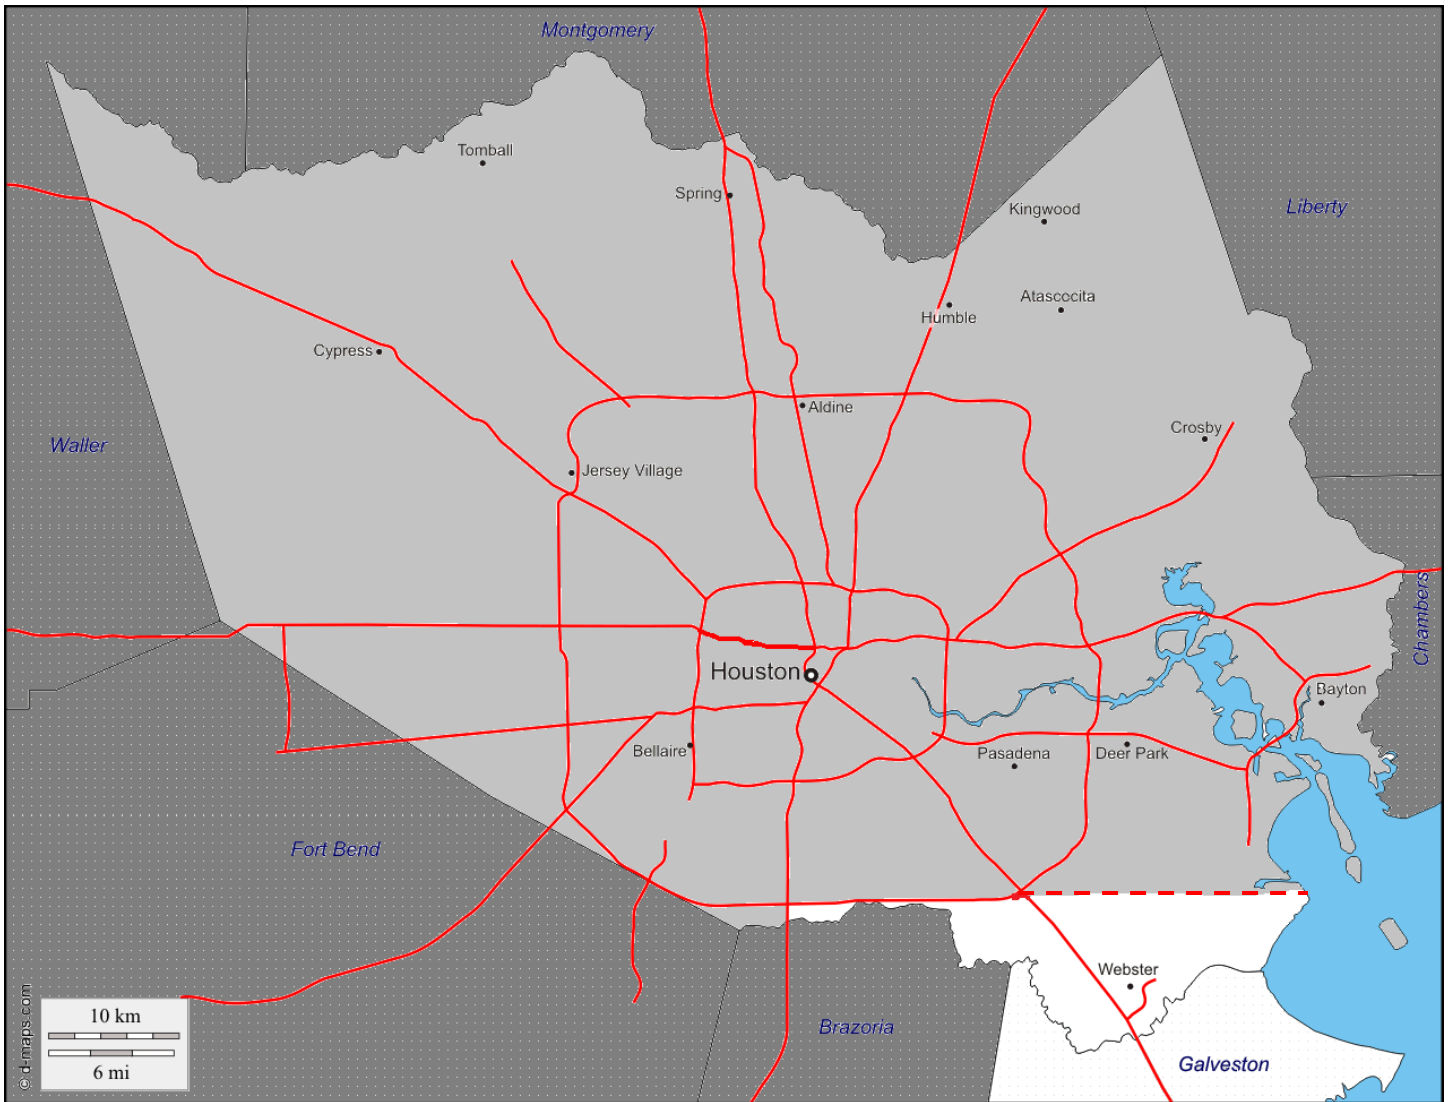 Montgomery
Tomball
Spring
Kingwood
Liberty
Atascocita
Humble
Cypress
Aldine
Crosby
Waller
Jersey Village
Chambers
Houston
Bayton
Bellaire
Pasadena
Deer Park
Fort Bend
Webster
© d-maps.com
10 km
6 mi
Brazoria
Galveston